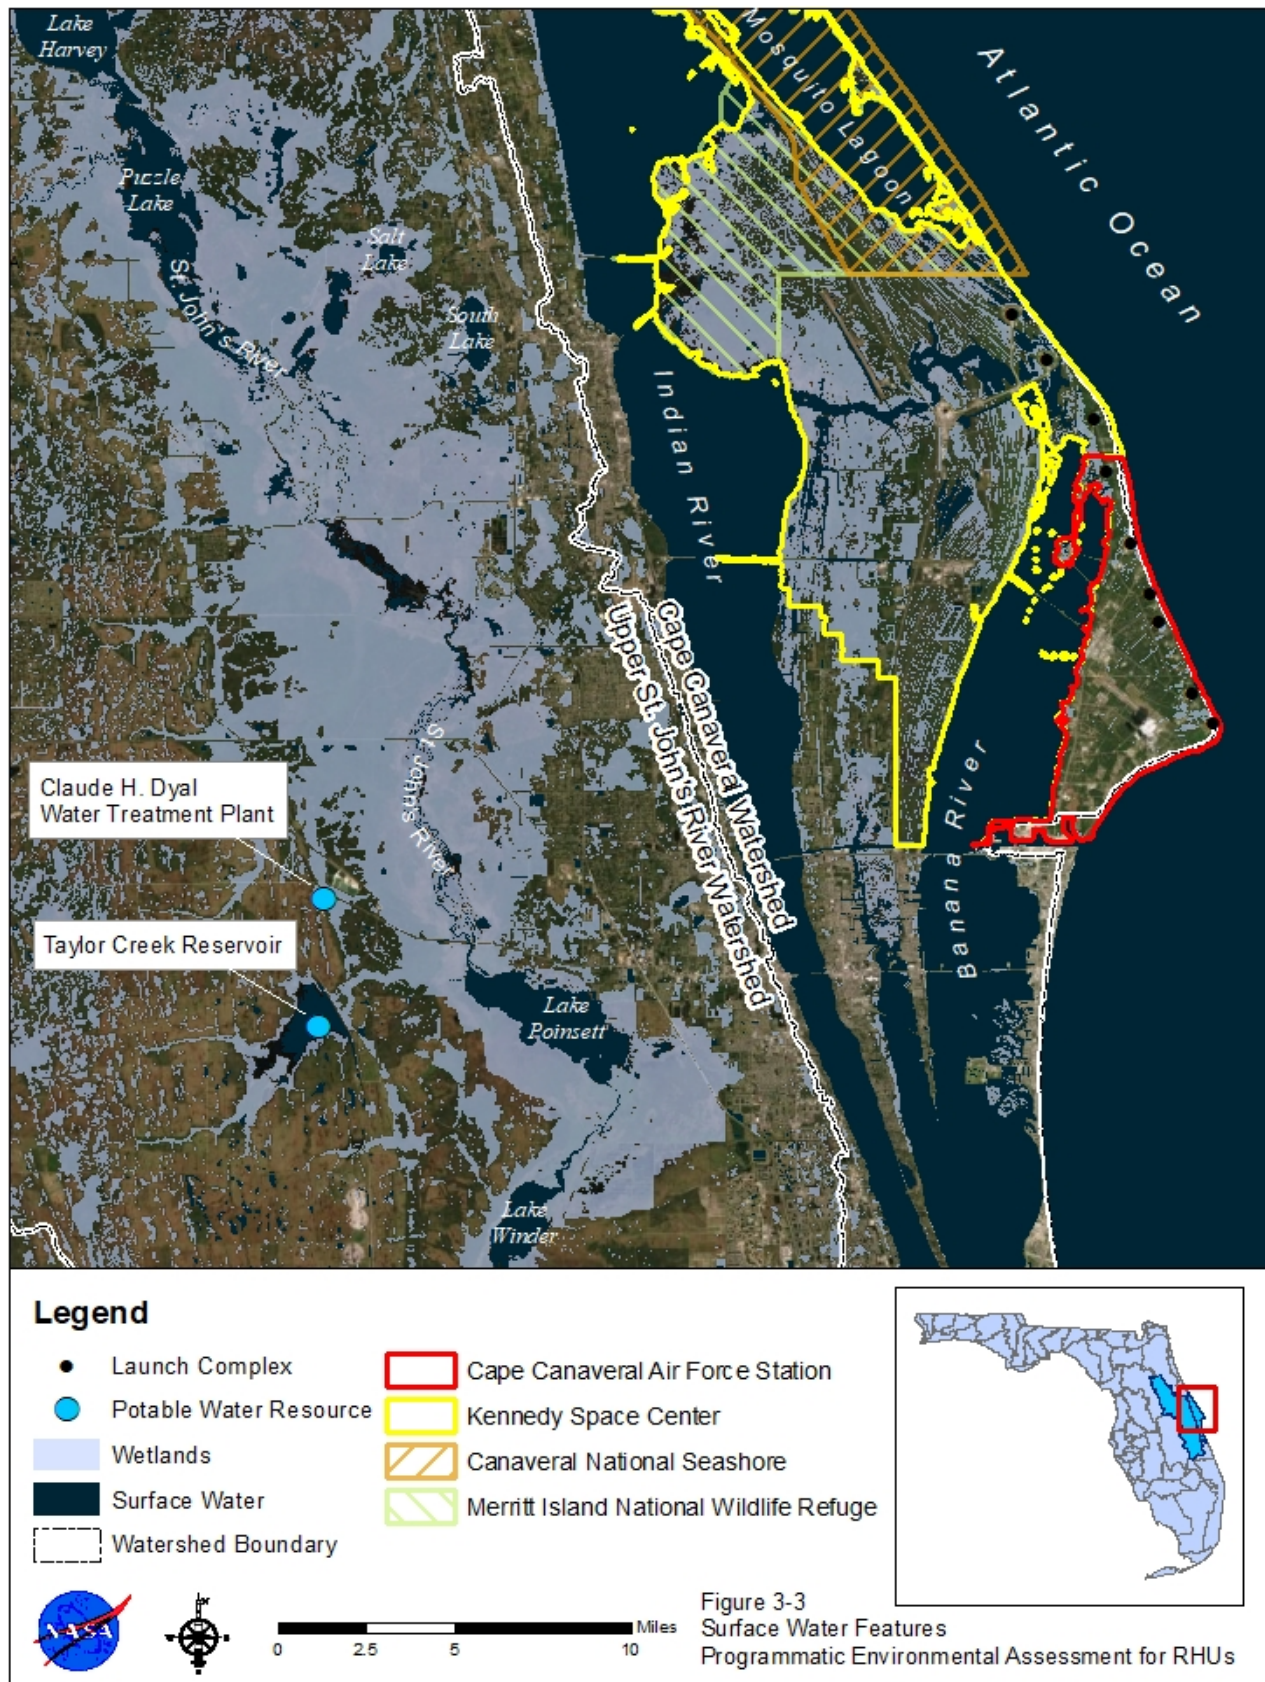 Lake
Harvey
Atlantic Ocean
Mosquito Lagoon
Puzzle
Lake
Salt
Lake
St. John's River
South
Lake
Indian River
Cape Canaveral Watershed
Upper St. John's River Watershed
St John's River
Banana River
Claude H. Dyal
Water Treatment Plant
Taylor Creek Reservoir
Lake
Poinsett
Lake
Winder
Legend
Launch Complex
Potable Water Resource
Wetlands
Surface Water
Watershed Boundary
Cape Canaveral Air Force Station
Kennedy Space Center
Canaveral National Seashore
Merritt Island National Wildlife Refuge
NASA
0 2.5 5 10 Miles
Figure 3-3
Surface Water Features
Programmatic Environmental Assessment for RHUs